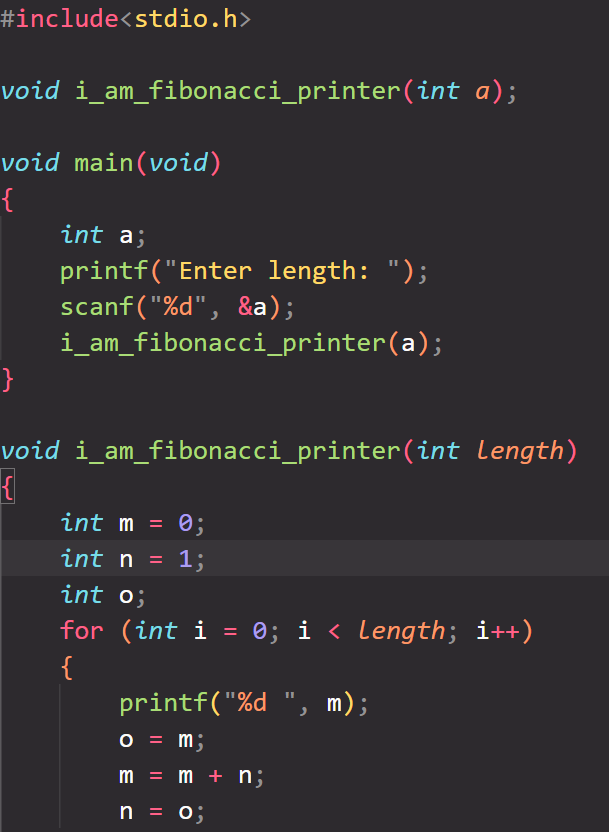 #include<stdio.h>
void i_am_fibonacci_printer(int a);
void main(void)
{
int a;
printf("Enter length: ");
scanf("%d", &a);
i_am_fibonacci_printer(a);
}
void i_am_fibonacci_printer(int length)
{
int m = 0;
int n = 1;
int o;
for (int i = 0; i < length; i++)
{
printf("%d ", m);
o = m;
m = m + n;
n = o;